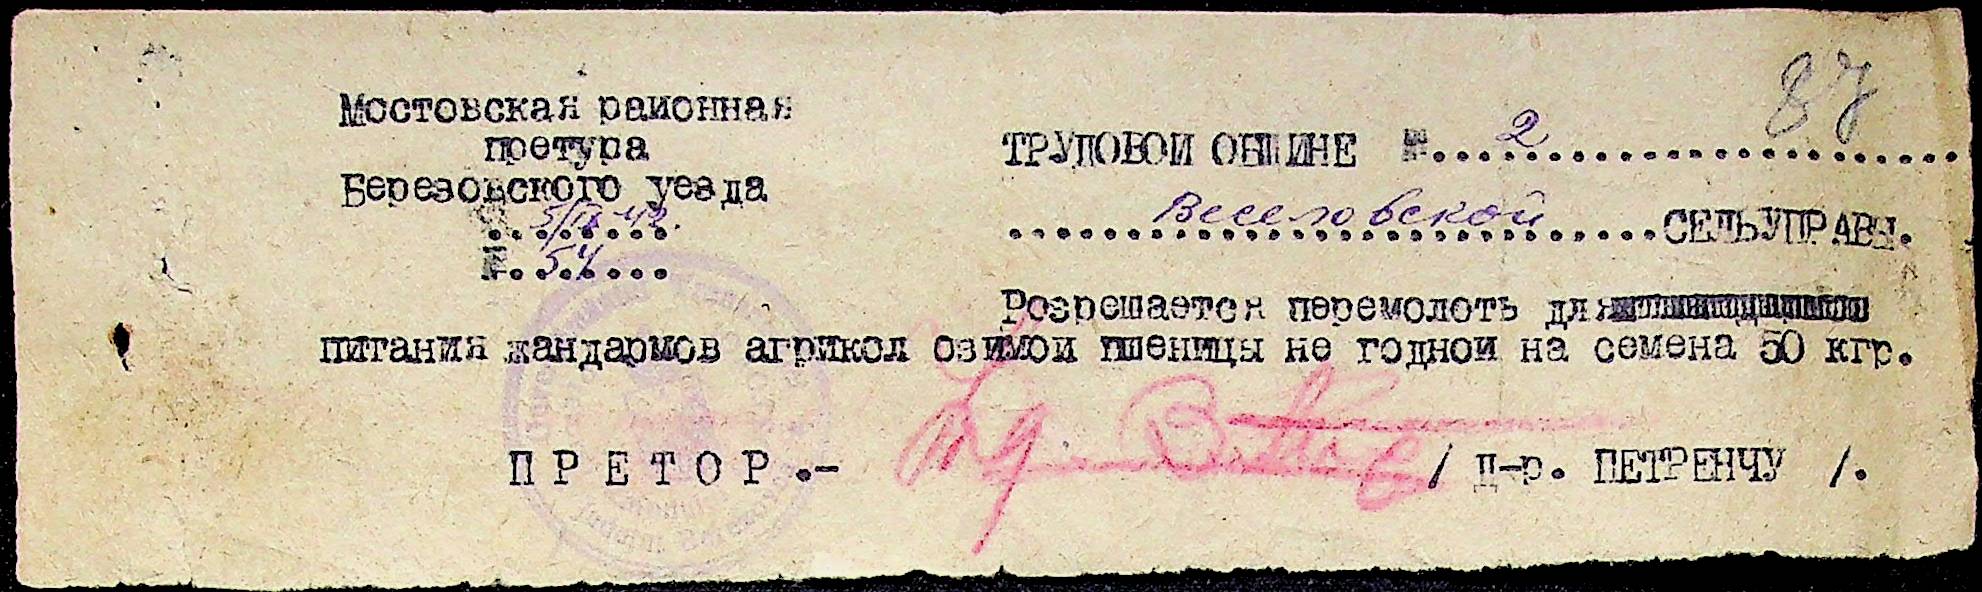 87
Мостовская районная
претура
Березовского уезда
5/IX 42.
№. 54
ТРУДОВОЙ ОБЩИНЕ №. 2
Веселовской СЕЛЬУПРАВЫ.
Розрешается перемолоть для
питания жандармов агрикол озимой пшеницы не годной на семена 50 кгр.
ПРЕТОР.- / Д-р. ПЕТРЕНЧУ /.